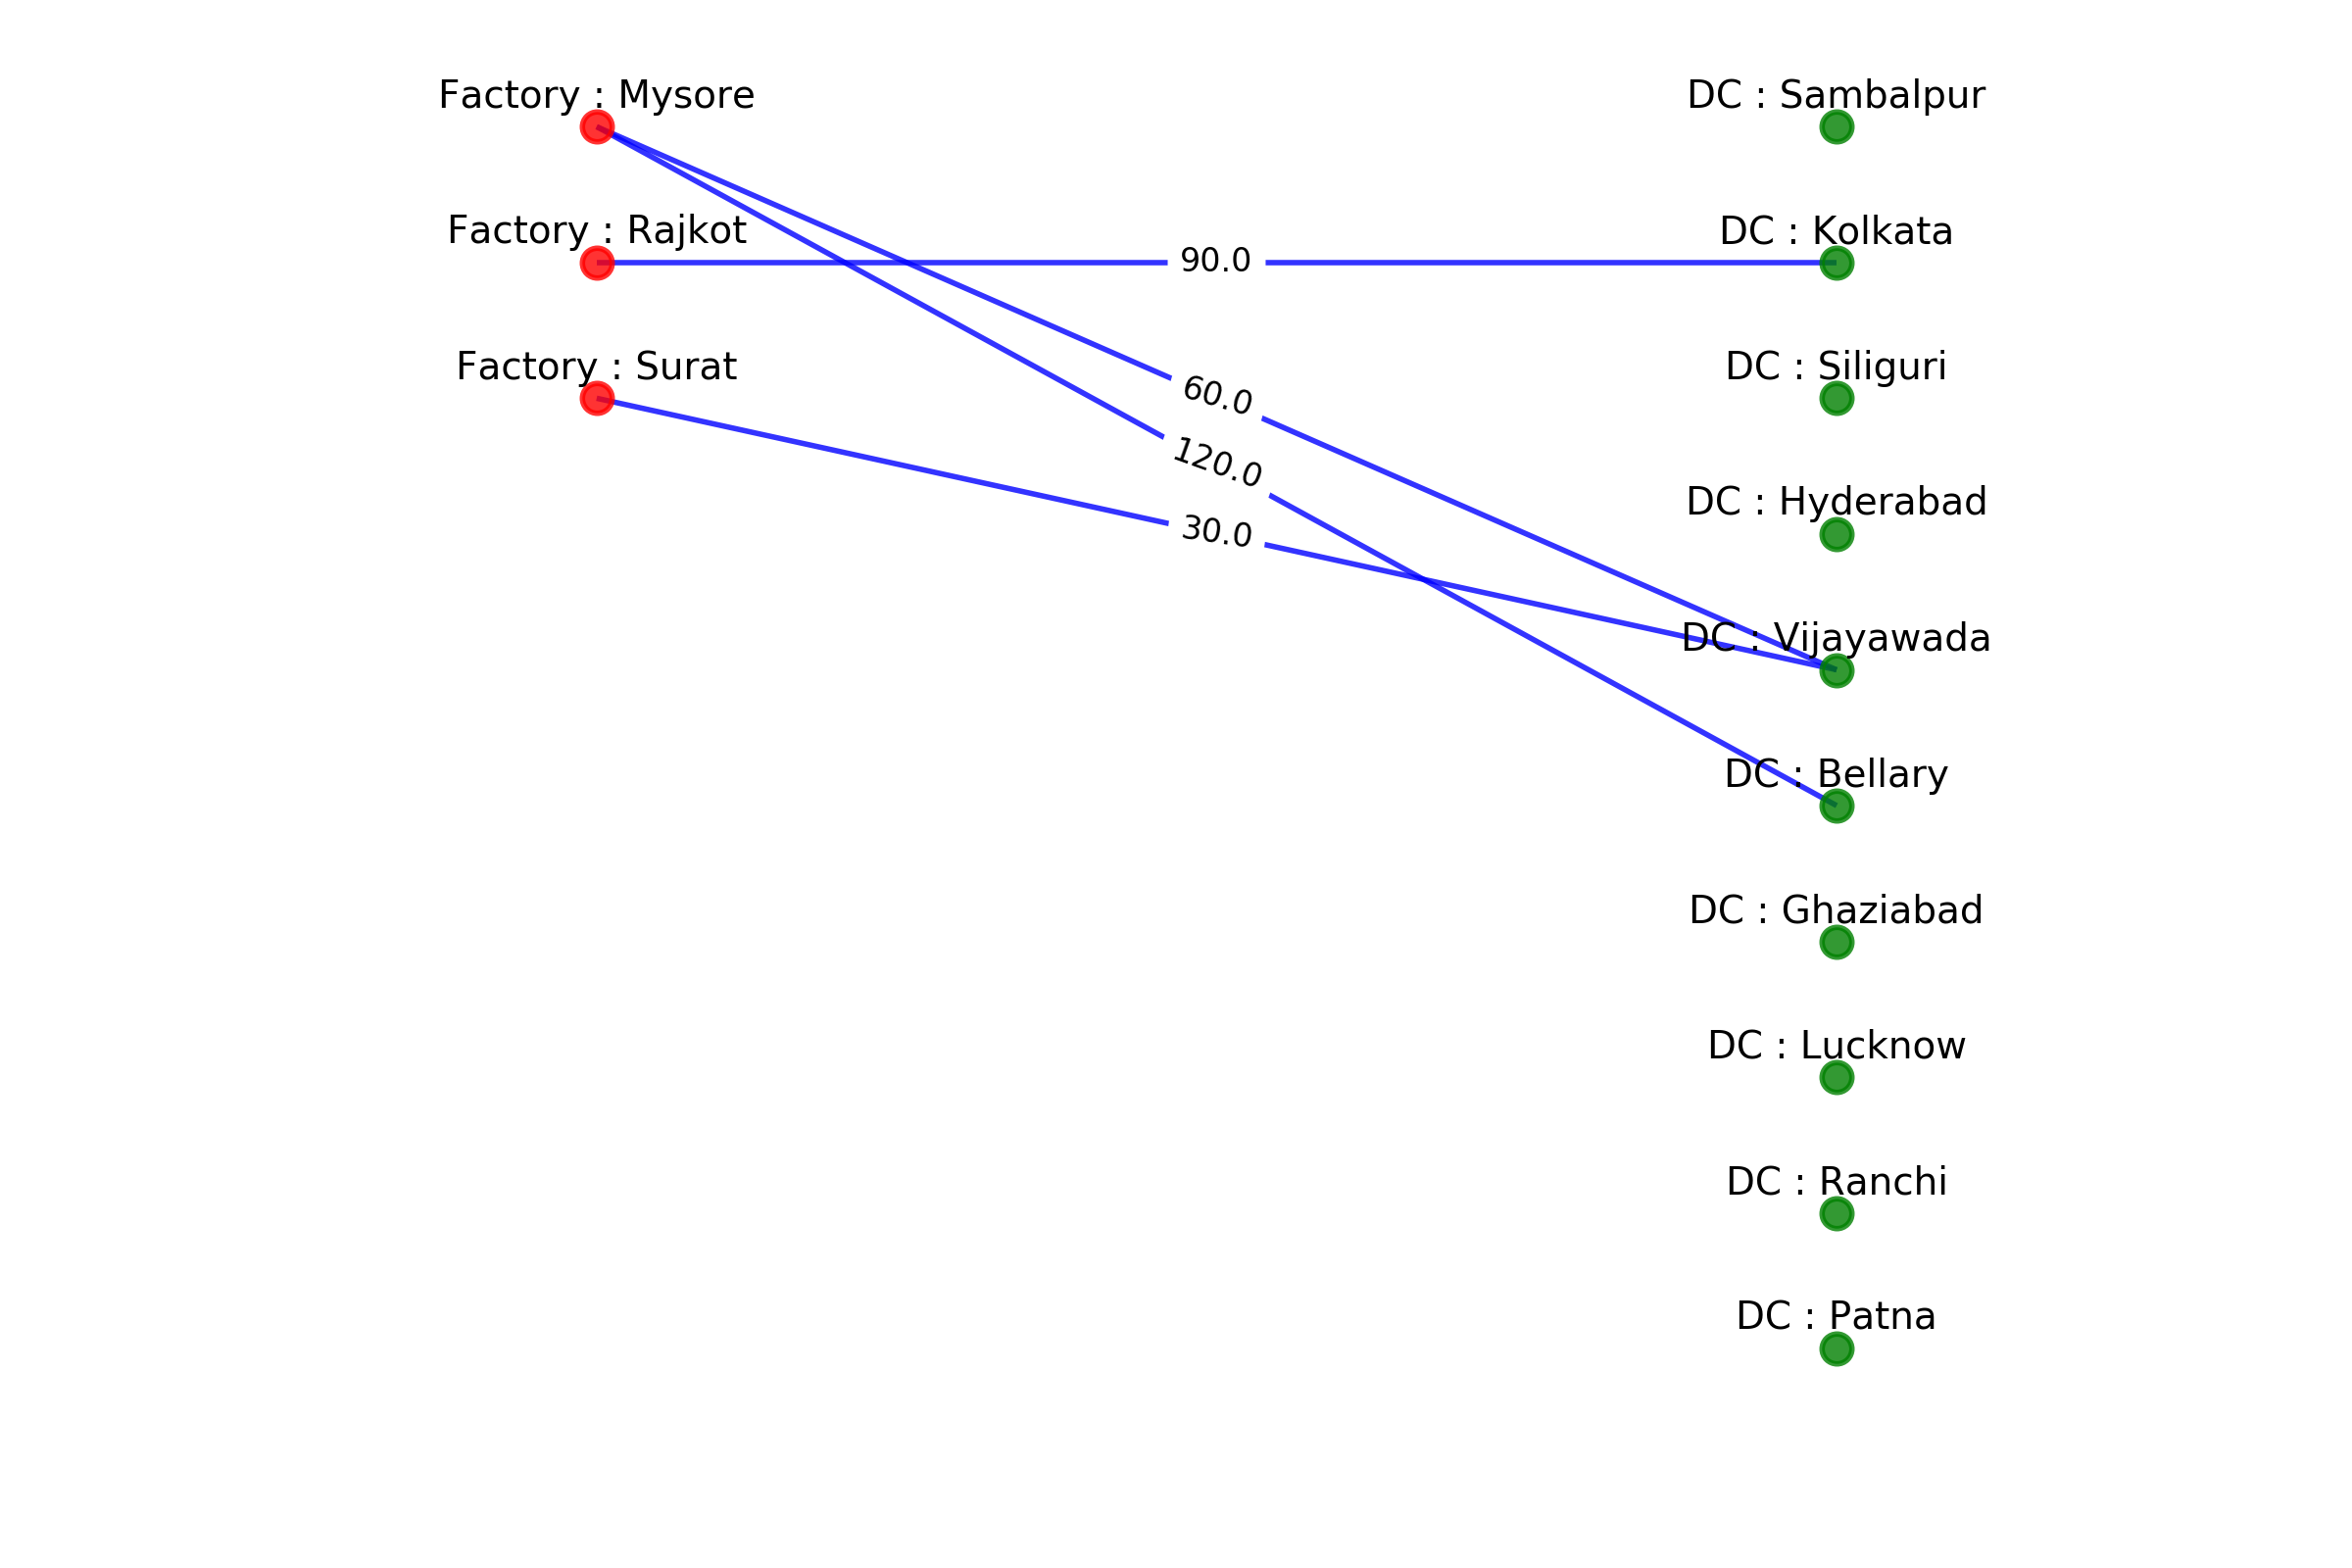 Factory : Mysore
DC : Sambalpur
Factory : Rajkot
DC : Kolkata
90.0
Factory : Surat
DC : Siliguri
60.0
120.0
DC : Hyderabad
30.0
DC : Vijayawada
DC : Bellary
DC : Ghaziabad
DC : Lucknow
DC : Ranchi
DC : Patna